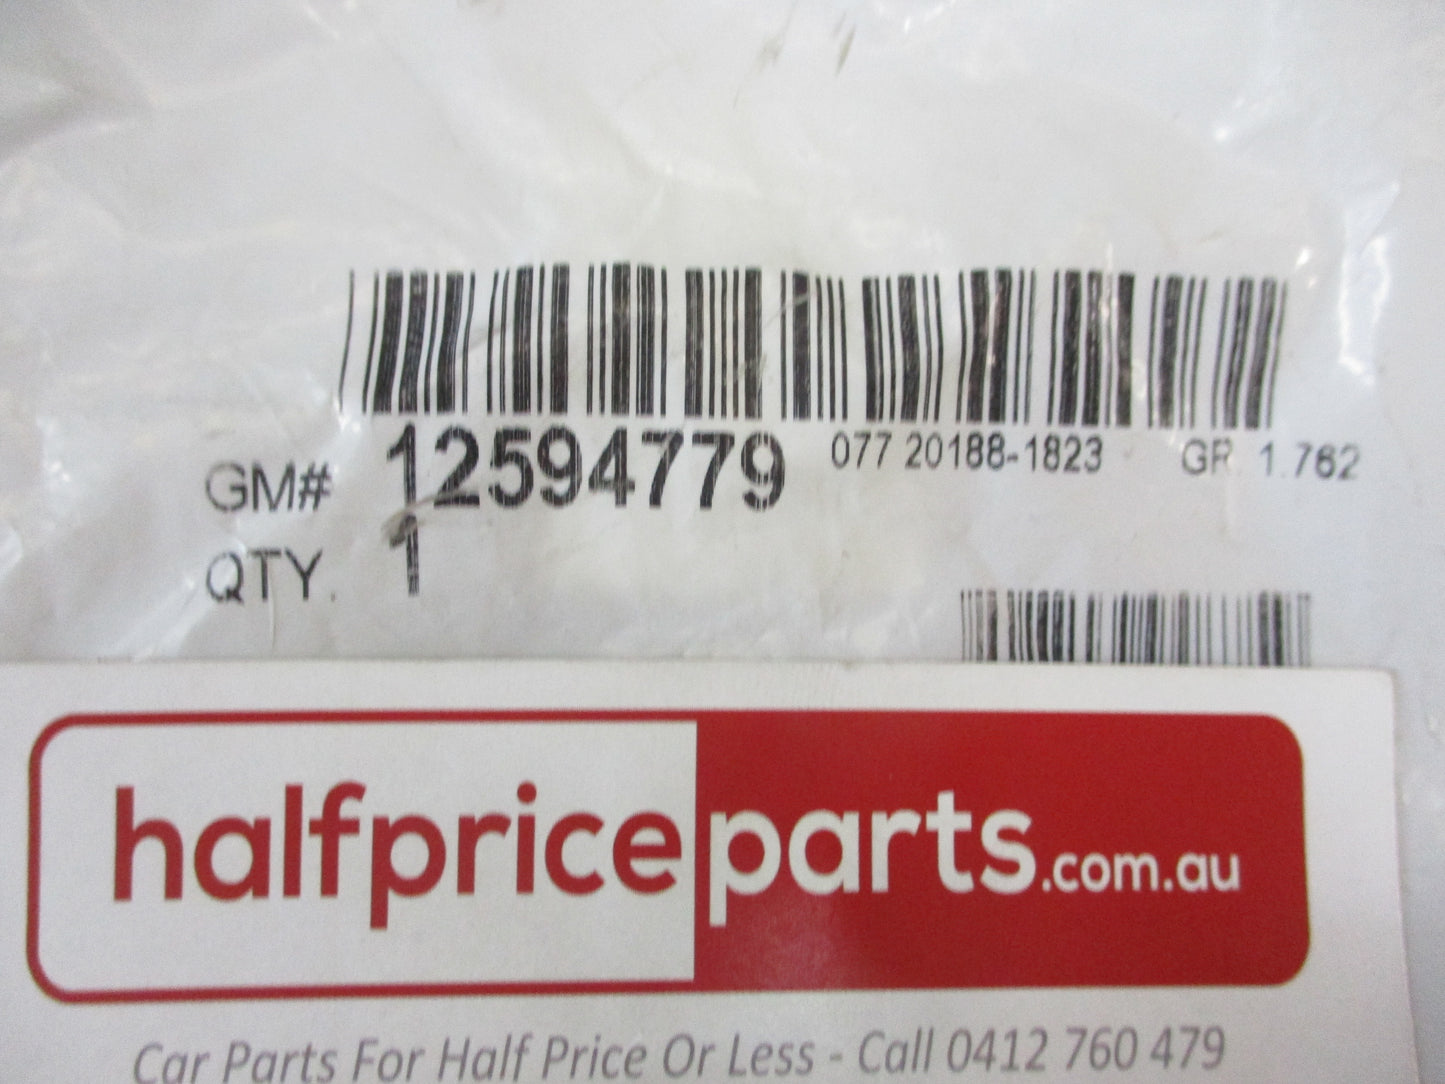 GM# 12594779 077 20188-1823 GR. 1.762
QTY. 1
halfpriceparts.com.au
Car Parts For Half Price Or Less - Call 0412 760 479